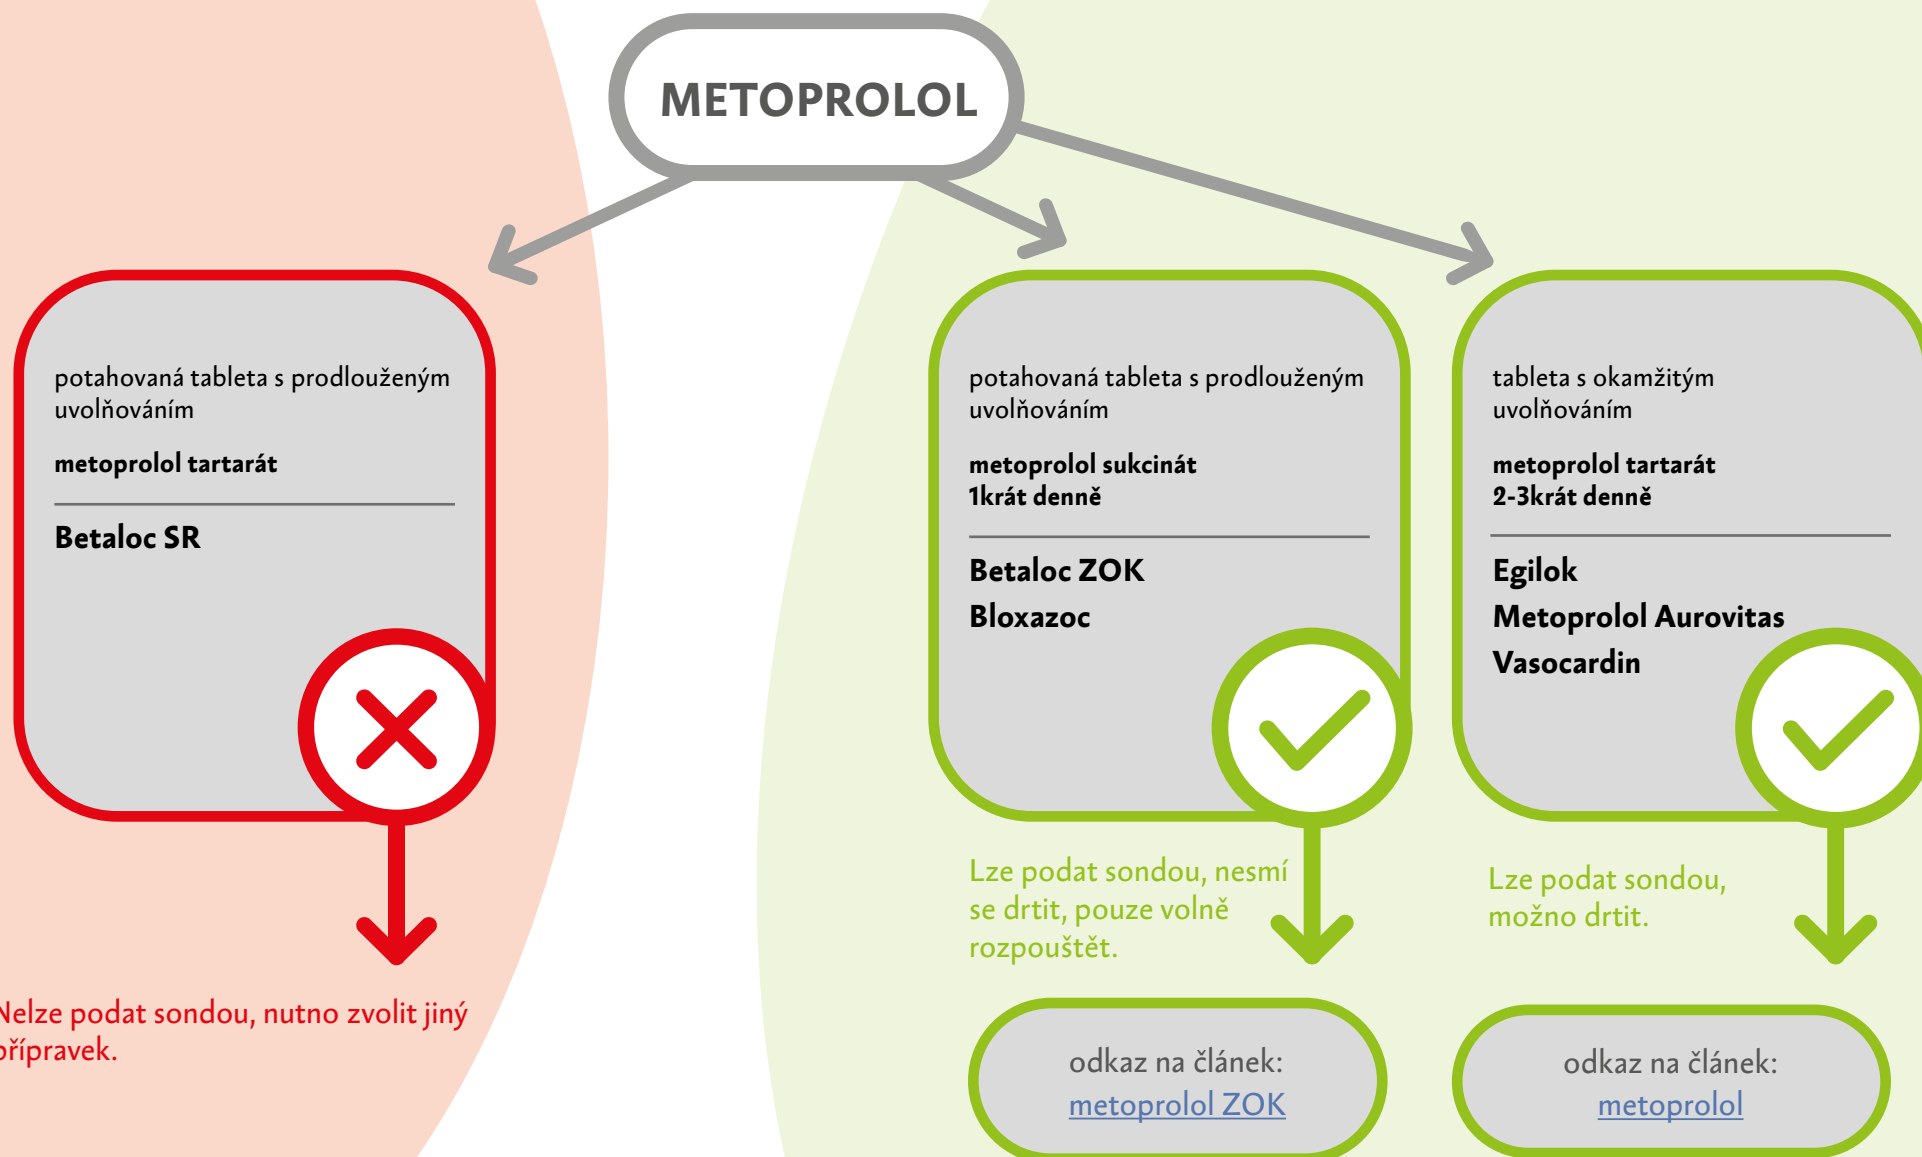 METOPROLOL
potahovaná tableta s prodlouženým
uvolňováním
metoprolol tartarát
Betaloc SR
Nelze podat sondou, nutno zvolit jiný
přípravek.
potahovaná tableta s prodlouženým
uvolňováním
metoprolol sukcinát
1krát denně
Betaloc ZOK
Bloxazoc
Lze podat sondou, nesmí
se drtit, pouze volně
rozpouštět.
odkaz na článek:
metoprolol ZOK
tableta s okamžitým
uvolňováním
metoprolol tartarát
2-3krát denně
Egilok
Metoprolol Aurovitas
Vasocardin
Lze podat sondou,
možno drtit.
odkaz na článek:
metoprolol